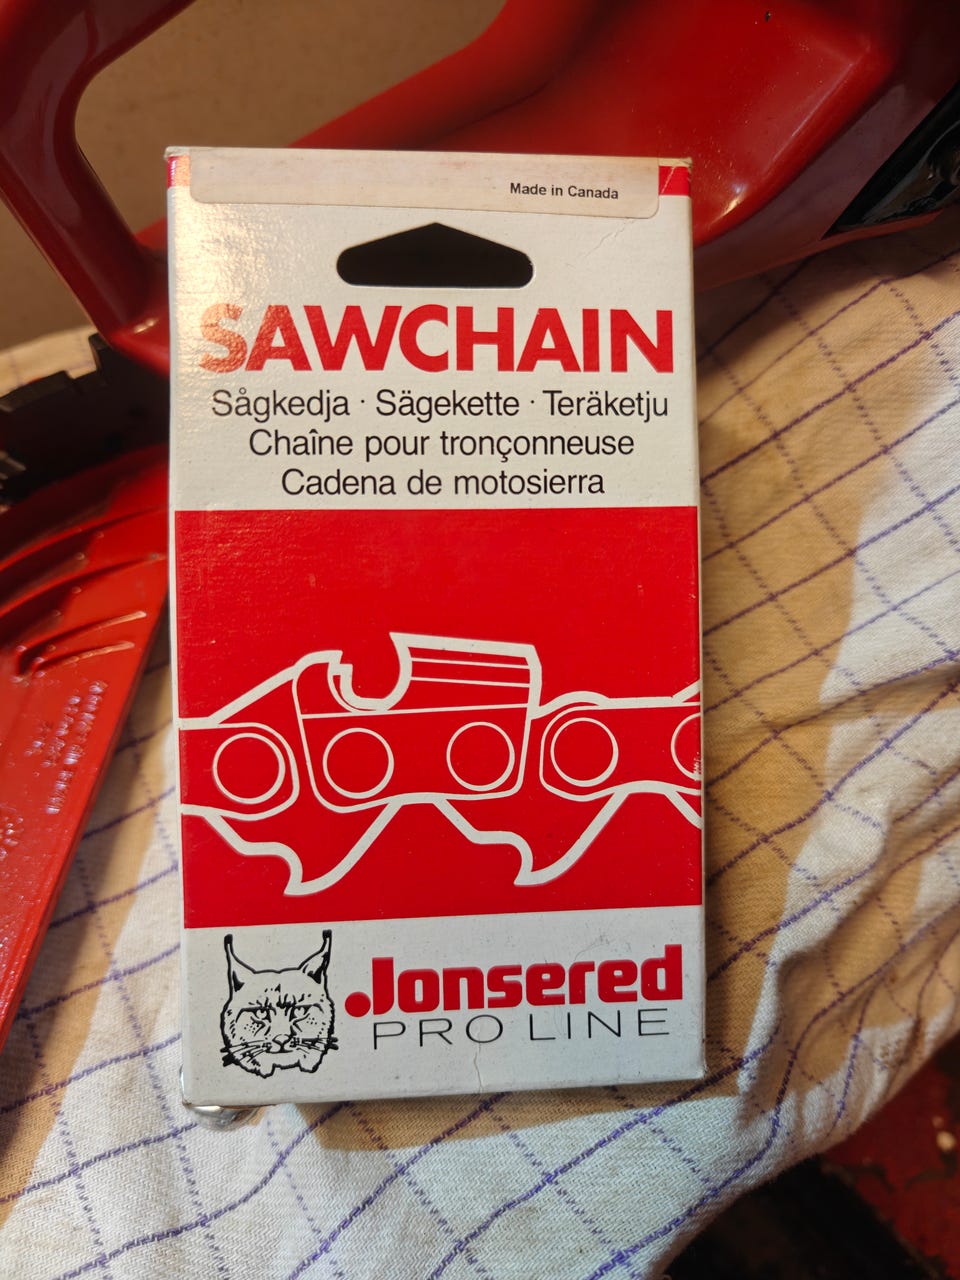 Made in Canada
SAWCHAIN
Sågkedja · Sägekette · Teräketju
Chaîne pour tronçonneuse
Cadena de motosierra
Jonsered
PRO LINE